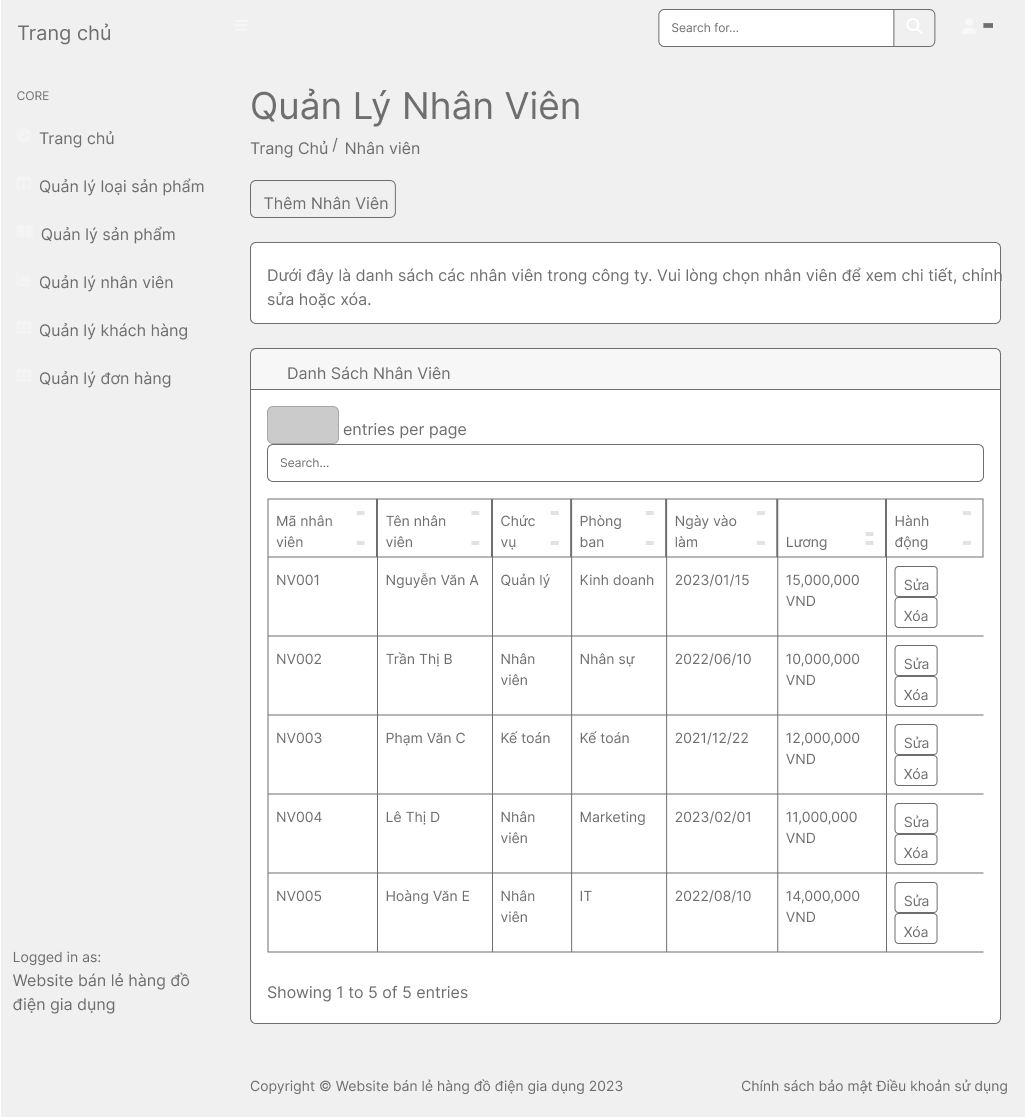 Trang chủ
Search for...
CORE
Trang chủ
Quản lý loại sản phẩm
Quản lý sản phẩm
Quản lý nhân viên
Quản lý khách hàng
Quản lý đơn hàng
Logged in as:
Website bán lẻ hàng đồ
điện gia dụng
Quản Lý Nhân Viên
Trang Chủ / Nhân viên
Thêm Nhân Viên
Dưới đây là danh sách các nhân viên trong công ty. Vui lòng chọn nhân viên để xem chi tiết, chỉnh
sửa hoặc xóa.
Danh Sách Nhân Viên
entries per page
Search...
Mã nhân Tên nhân Chức Phòng Ngày vào Hành
viên viên vụ ban làm Lương động
NV001 Nguyễn Văn A Quản lý Kinh doanh 2023/01/15 15,000,000 Sửa
VND
Xóa
NV002 Trần Thị B Nhân Nhân sự 2022/06/10 10,000,000 Sửa
viên VND
Xóa
NV003 Phạm Văn C Kế toán Kế toán 2021/12/22 12,000,000 Sửa
VND
Xóa
NV004 Lê Thị D Nhân Marketing 2023/02/01 11,000,000 Sửa
viên VND
Xóa
NV005 Hoàng Văn E Nhân IT 2022/08/10 14,000,000 Sửa
viên VND
Xóa
Showing 1 to 5 of 5 entries
Copyright © Website bán lẻ hàng đồ điện gia dụng 2023
Chính sách bảo mật Điều khoản sử dụng